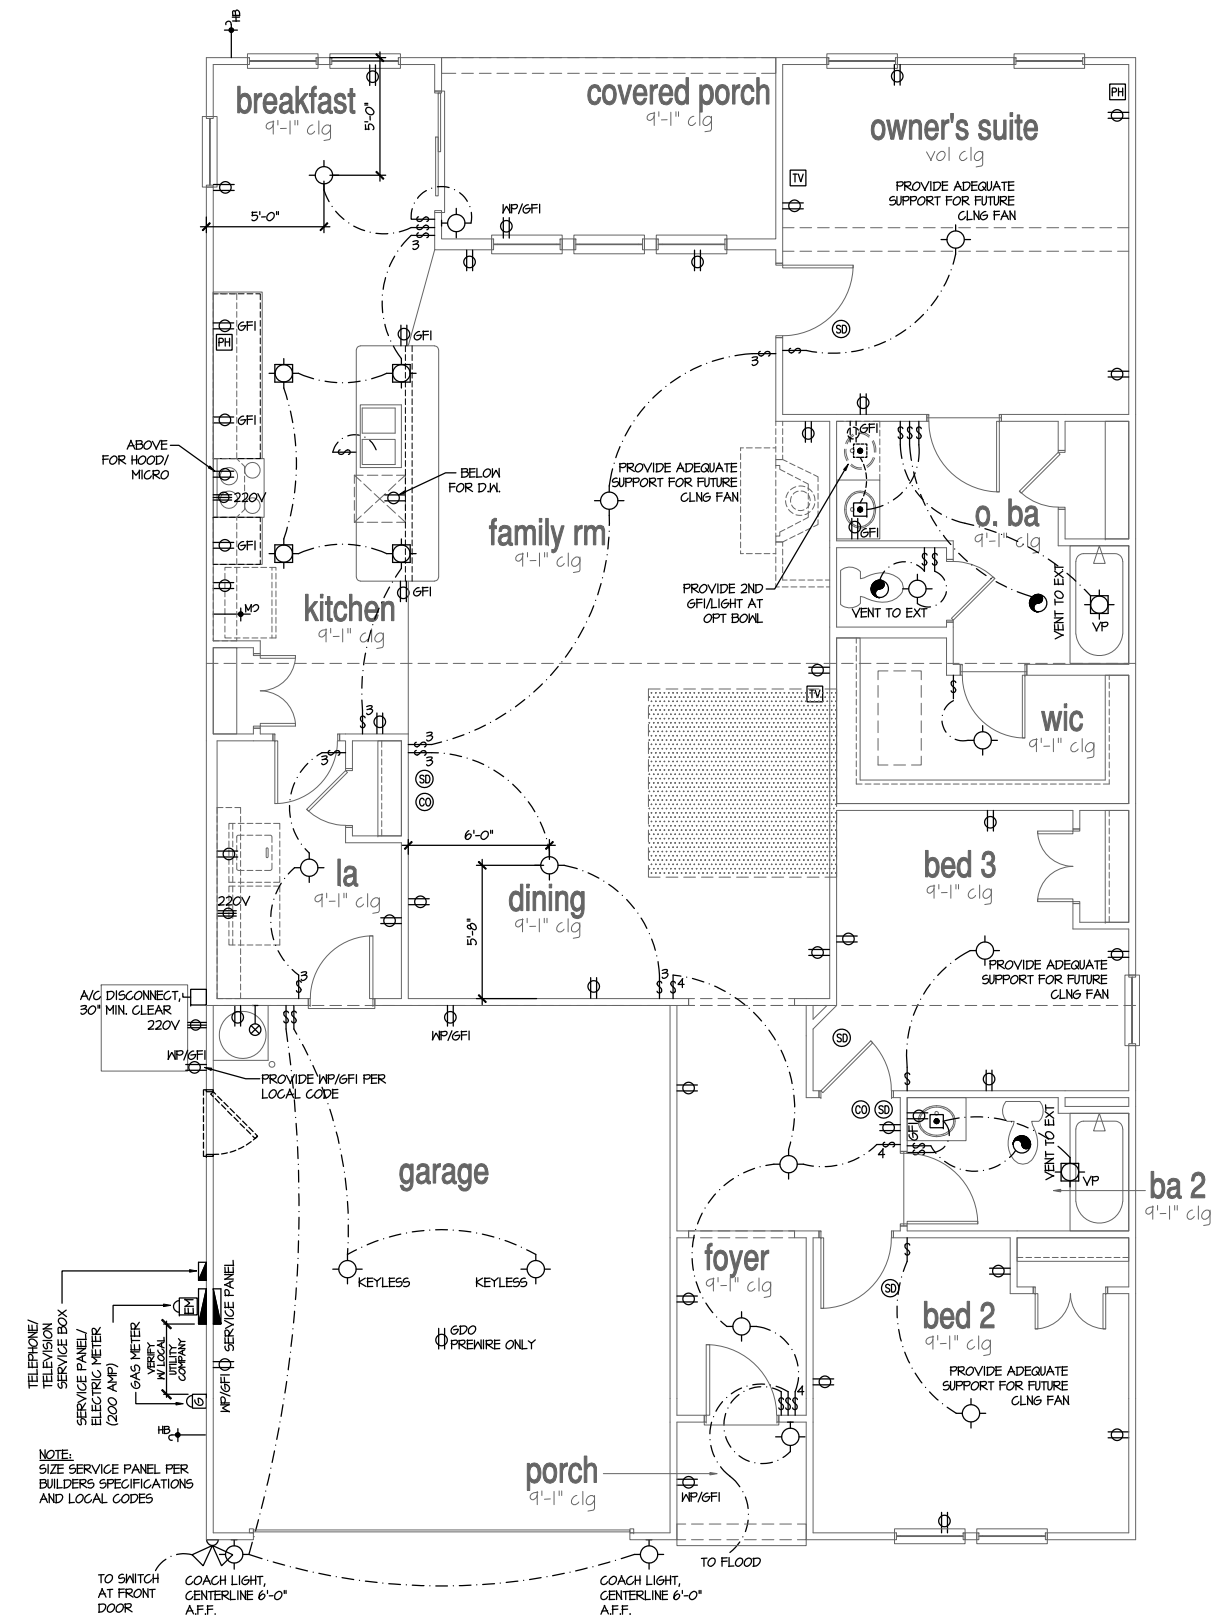 HB
breakfast
9'-1" clg
5'-0"
5'-0"
covered porch
9'-1" clg
WP/GFI
owner's suite
vol clg
PH
TV
PROVIDE ADEQUATE
SUPPORT FOR FUTURE
CLNG FAN
3
GFI
PH
GFI
GFI
SD
3
ABOVE
FOR HOOD/
MICRO
220V
GFI
BELOW
FOR D.W.
family rm
9'-1" clg
PROVIDE ADEQUATE
SUPPORT FOR FUTURE
CLNG FAN
GFI
GFI
o. ba
9'-1" clg
PROVIDE 2ND
GFI/LIGHT AT
OPT BOWL
VENT TO EXT
VENT TO EXT
VP
kitchen
9'-1" clg
GFI
CW
TV
3
3
3
3
SD
CO
wic
9'-1" clg
6'-0"
5'-8"
la
9'-1" clg
220V
dining
9'-1" clg
3
3
4
bed 3
9'-1" clg
PROVIDE ADEQUATE
SUPPORT FOR FUTURE
CLNG FAN
A/C DISCONNECT,
30" MIN. CLEAR
220V
WP/GFI
PROVIDE WP/GFI PER
LOCAL CODE
WP/GFI
SD
CO
SD
4
GFI
VENT TO EXT
VP
ba 2
9'-1" clg
garage
KEYLESS
KEYLESS
GDO
PREWIRE ONLY
foyer
9'-1" clg
4
SD
bed 2
9'-1" clg
PROVIDE ADEQUATE
SUPPORT FOR FUTURE
CLNG FAN
TELEPHONE/
TELEVISION
SERVICE BOX
SERVICE PANEL/
ELECTRIC METER
(200 AMP)
GAS METER
VERIFY
W/ LOCAL
UTILITY
COMPANY
EM
G
SERVICE PANEL
WP/GFI
HB
NOTE:
SIZE SERVICE PANEL PER
BUILDERS SPECIFICATIONS
AND LOCAL CODES
porch
9'-1" clg
WP/GFI
TO FLOOD
TO SWITCH
AT FRONT
DOOR
COACH LIGHT,
CENTERLINE 6'-0"
A.F.F.
COACH LIGHT,
CENTERLINE 6'-0"
A.F.F.